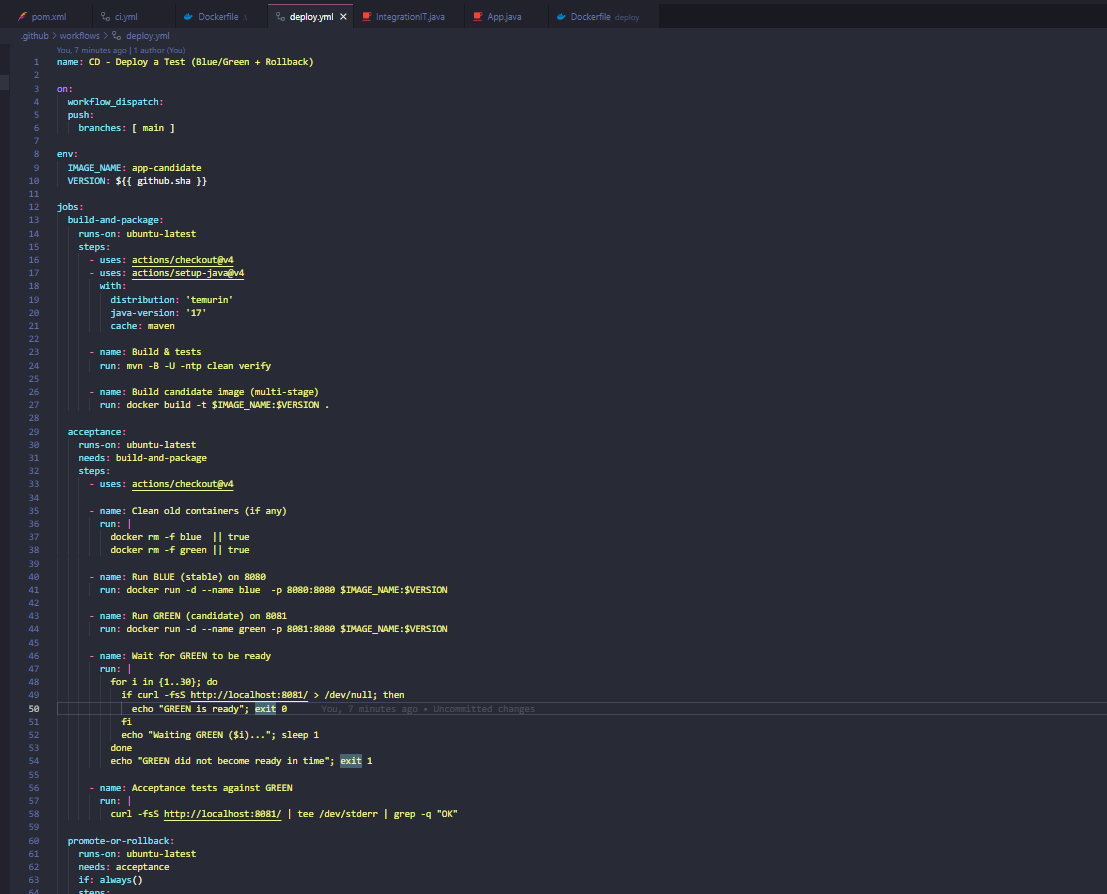 pom.xml
ci.yml
Dockerfile .\
deploy.yml
IntegrationIT.java
App.java
Dockerfile deploy
.github > workflows > deploy.yml
You, 7 minutes ago | 1 author (You)
1 name: CD - Deploy a Test (Blue/Green + Rollback)
2
3 on:
4 workflow_dispatch:
5 push:
6 branches: [ main ]
7
8 env:
9 IMAGE_NAME: app-candidate
10 VERSION: ${{ github.sha }}
11
12 jobs:
13 build-and-package:
14 runs-on: ubuntu-latest
15 steps:
16 - uses: actions/checkout@v4
17 - uses: actions/setup-java@v4
18 with:
19 distribution: 'temurin'
20 java-version: '17'
21 cache: maven
22
23 - name: Build & tests
24 run: mvn -B -U -ntp clean verify
25
26 - name: Build candidate image (multi-stage)
27 run: docker build -t $IMAGE_NAME:$VERSION .
28
29 acceptance:
30 runs-on: ubuntu-latest
31 needs: build-and-package
32 steps:
33 - uses: actions/checkout@v4
34
35 - name: Clean old containers (if any)
36 run: |
37 docker rm -f blue  || true
38 docker rm -f green || true
39
40 - name: Run BLUE (stable) on 8080
41 run: docker run -d --name blue  -p 8080:8080 $IMAGE_NAME:$VERSION
42
43 - name: Run GREEN (candidate) on 8081
44 run: docker run -d --name green -p 8081:8080 $IMAGE_NAME:$VERSION
45
46 - name: Wait for GREEN to be ready
47 run: |
48 for i in {1..30}; do
49 if curl -fsS http://localhost:8081/ > /dev/null; then
50 echo "GREEN is ready"; exit 0 You, 7 minutes ago • Uncommitted changes
51 fi
52 echo "Waiting GREEN ($i)..."; sleep 1
53 done
54 echo "GREEN did not become ready in time"; exit 1
55
56 - name: Acceptance tests against GREEN
57 run: |
58 curl -fsS http://localhost:8081/ | tee /dev/stderr | grep -q "OK"
59
60 promote-or-rollback:
61 runs-on: ubuntu-latest
62 needs: acceptance
63 if: always()
64 steps: